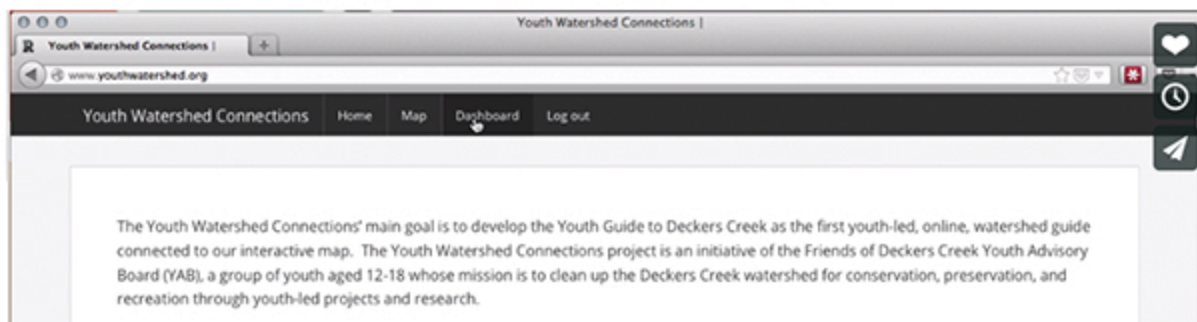 Youth Watershed Connections |
Youth Watershed Connections |
www.youthwatershed.org
Youth Watershed Connections Home Map Dashboard Log out
The Youth Watershed Connections' main goal is to develop the Youth Guide to Deckers Creek as the first youth-led, online, watershed guide
connected to our interactive map. The Youth Watershed Connections project is an initiative of the Friends of Deckers Creek Youth Advisory
Board (YAB), a group of youth aged 12-18 whose mission is to clean up the Deckers Creek watershed for conservation, preservation, and
recreation through youth-led projects and research.